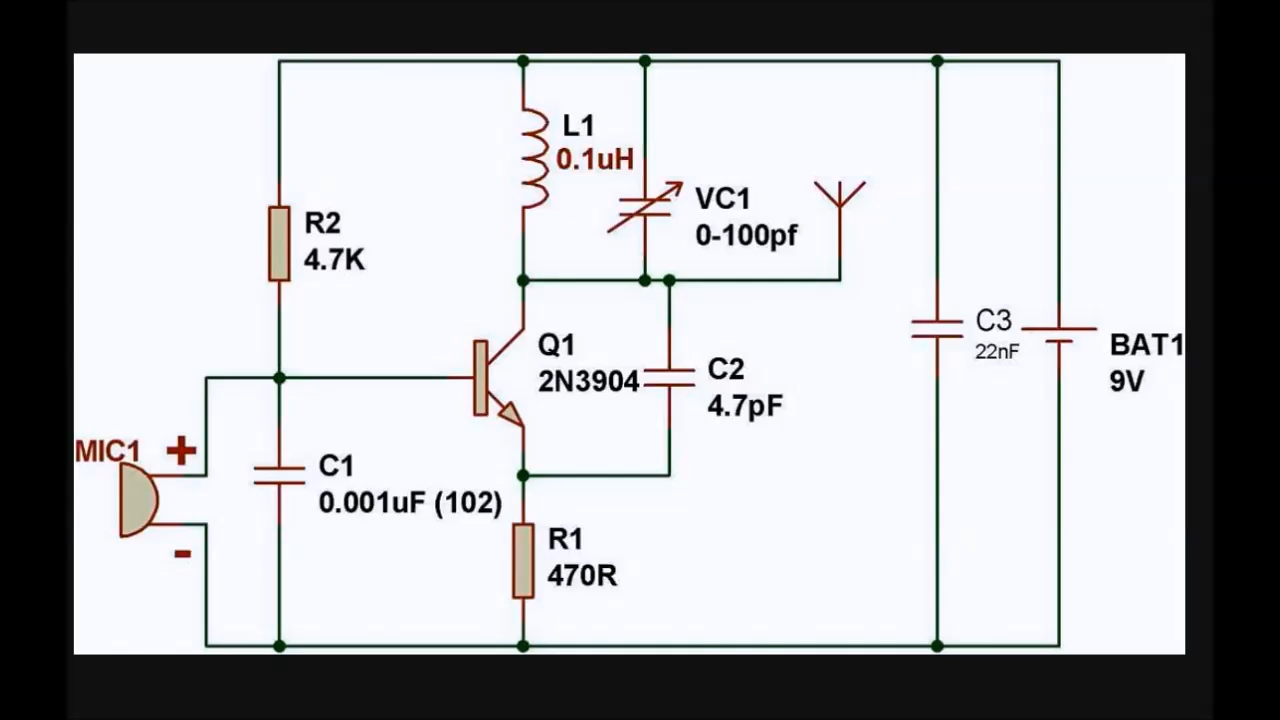 L1
0.1uH
VC1
0-100pf
R2
4.7K
C3
22nF
Q1
2N3904
BAT1
9V
C2
4.7pF
MIC1 +
C1
0.001uF (102)
-
R1
470R